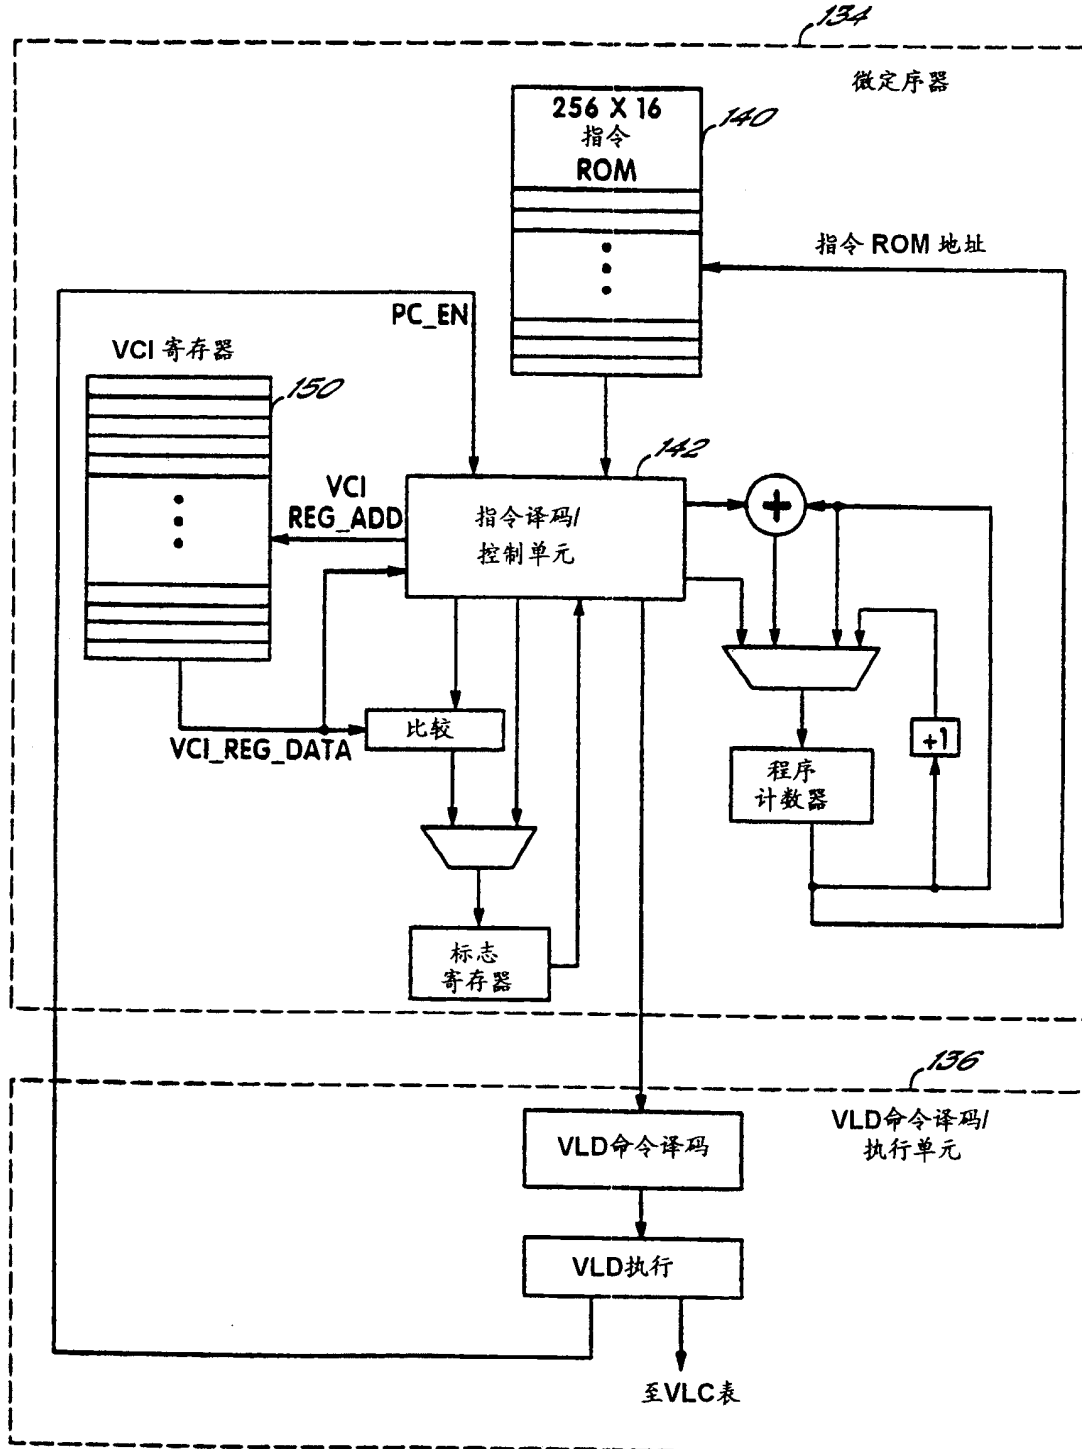 134
微定序器
256 X 16
指令
ROM
140
指令 ROM 地址
PC_EN
VCI 寄存器
150
142
VCI
REG_ADD
指令译码/
控制单元
+
比较
VCI_REG_DATA
+1
程序
计数器
标志
寄存器
136
VLD命令译码/
执行单元
VLD命令译码
VLD执行
至VLC表